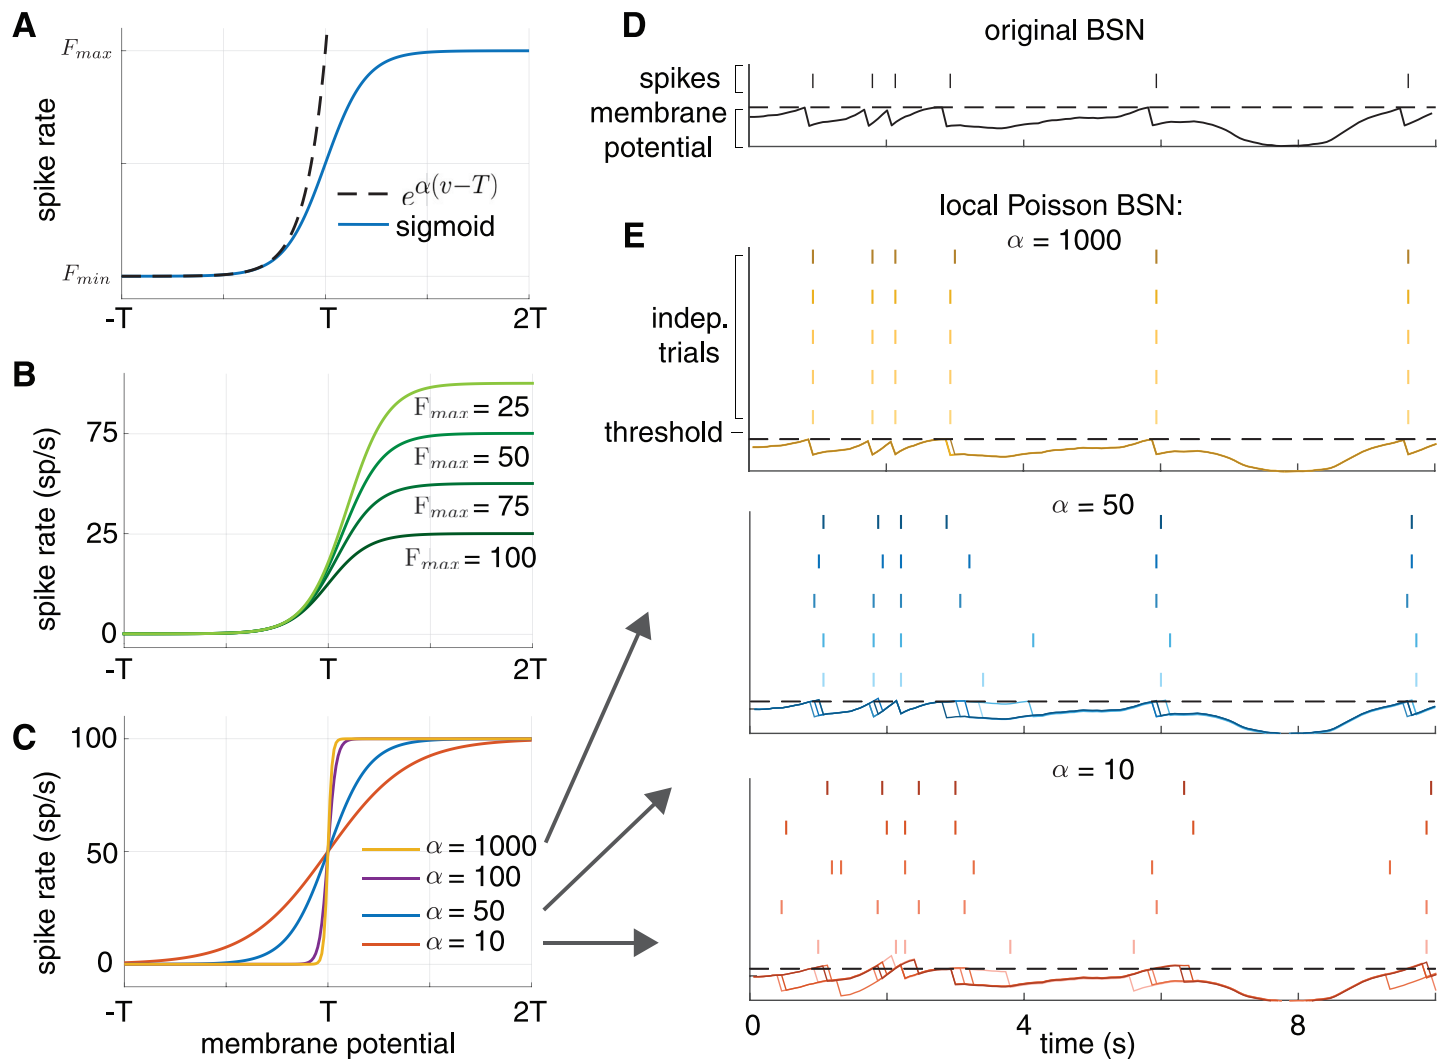 A
F_max
F_min
spike rate
e^α(v−T)
sigmoid
-T T 2T
B
75
25
0
spike rate (sp/s)
F_max = 25
F_max = 50
F_max = 75
F_max = 100
-T T 2T
C
100
50
0
spike rate (sp/s)
α = 1000
α = 100
α = 50
α = 10
-T T 2T
membrane potential
D
original BSN
spikes
membrane
potential
E
local Poisson BSN:
α = 1000
indep.
trials
threshold
α = 50
α = 10
0 4 8
time (s)